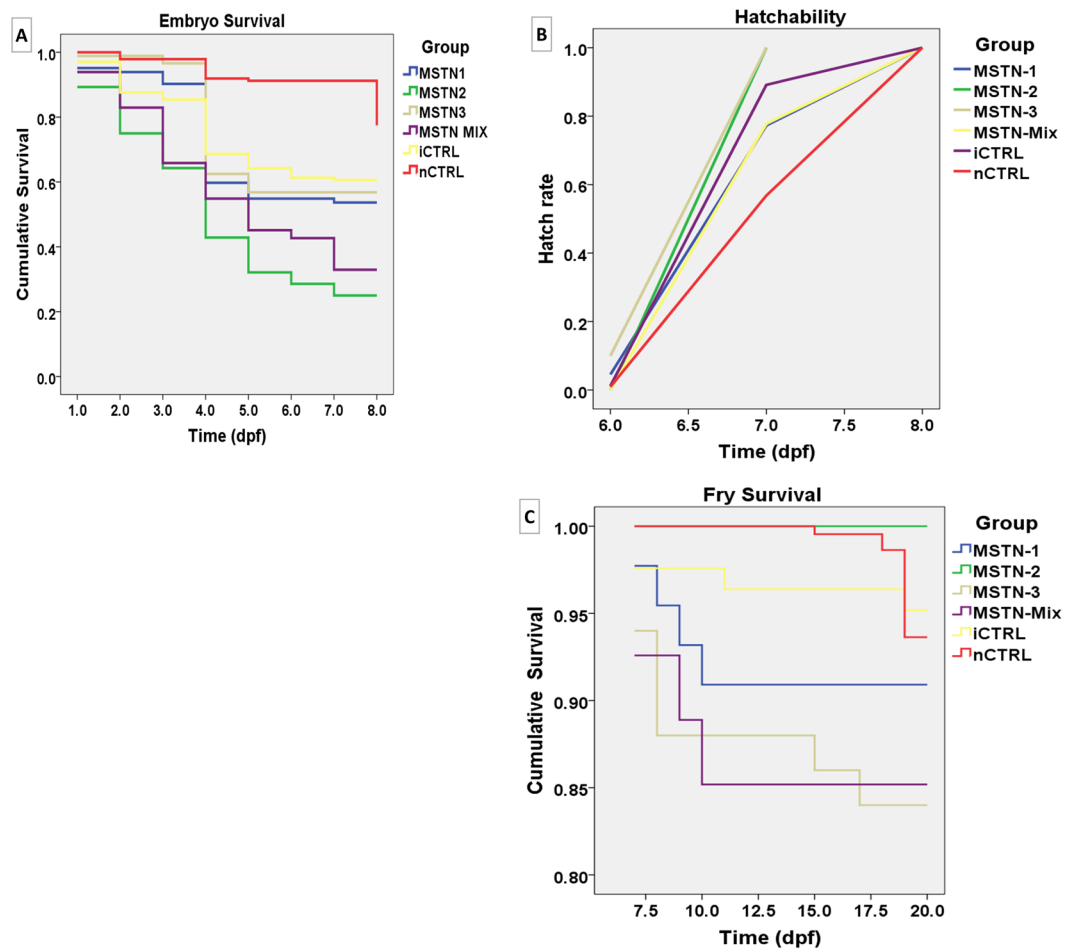 A
Embryo Survival
Cumulative Survival
1.0
0.8
0.6
0.4
0.2
0.0
1.0 2.0 3.0 4.0 5.0 6.0 7.0 8.0
Time (dpf)
Group
MSTN1
MSTN2
MSTN3
MSTN MIX
iCTRL
nCTRL
B
Hatchability
Hatch rate
1.0
0.8
0.6
0.4
0.2
0.0
6.0 6.5 7.0 7.5 8.0
Time (dpf)
Group
MSTN-1
MSTN-2
MSTN-3
MSTN-Mix
iCTRL
nCTRL
C
Fry Survival
Cumulative Survival
1.00
0.95
0.90
0.85
0.80
7.5 10.0 12.5 15.0 17.5 20.0
Time (dpf)
Group
MSTN-1
MSTN-2
MSTN-3
MSTN-Mix
iCTRL
nCTRL